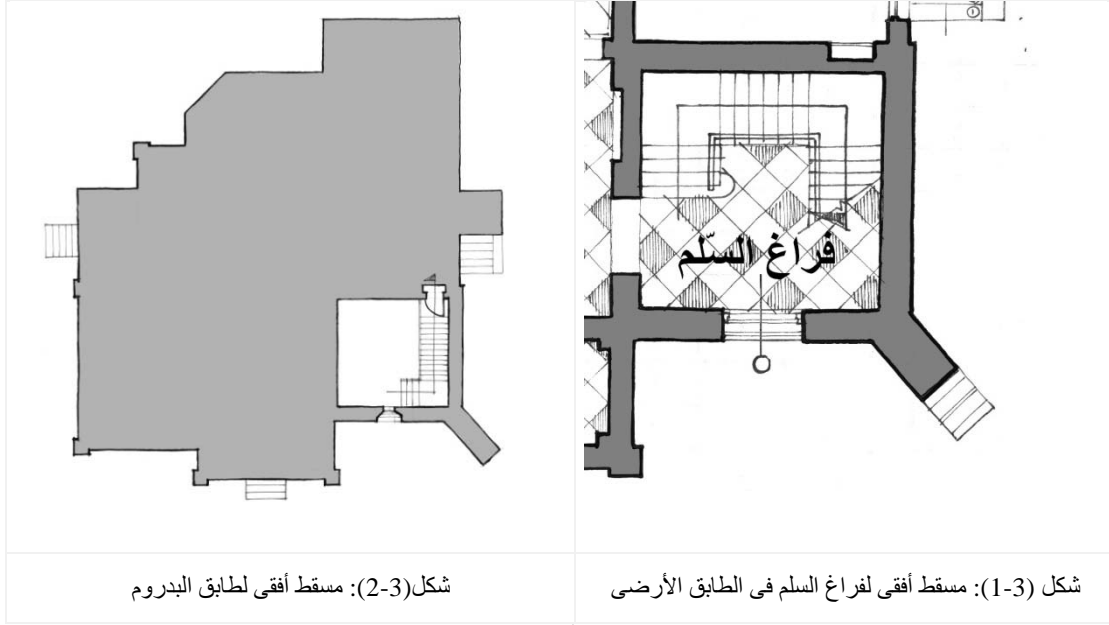 فراغ السّلم
شكل (3-1): مسقط أفقى لفراغ السلم فى الطابق الأرضى
شكل(3-2): مسقط أفقى لطابق البدروم